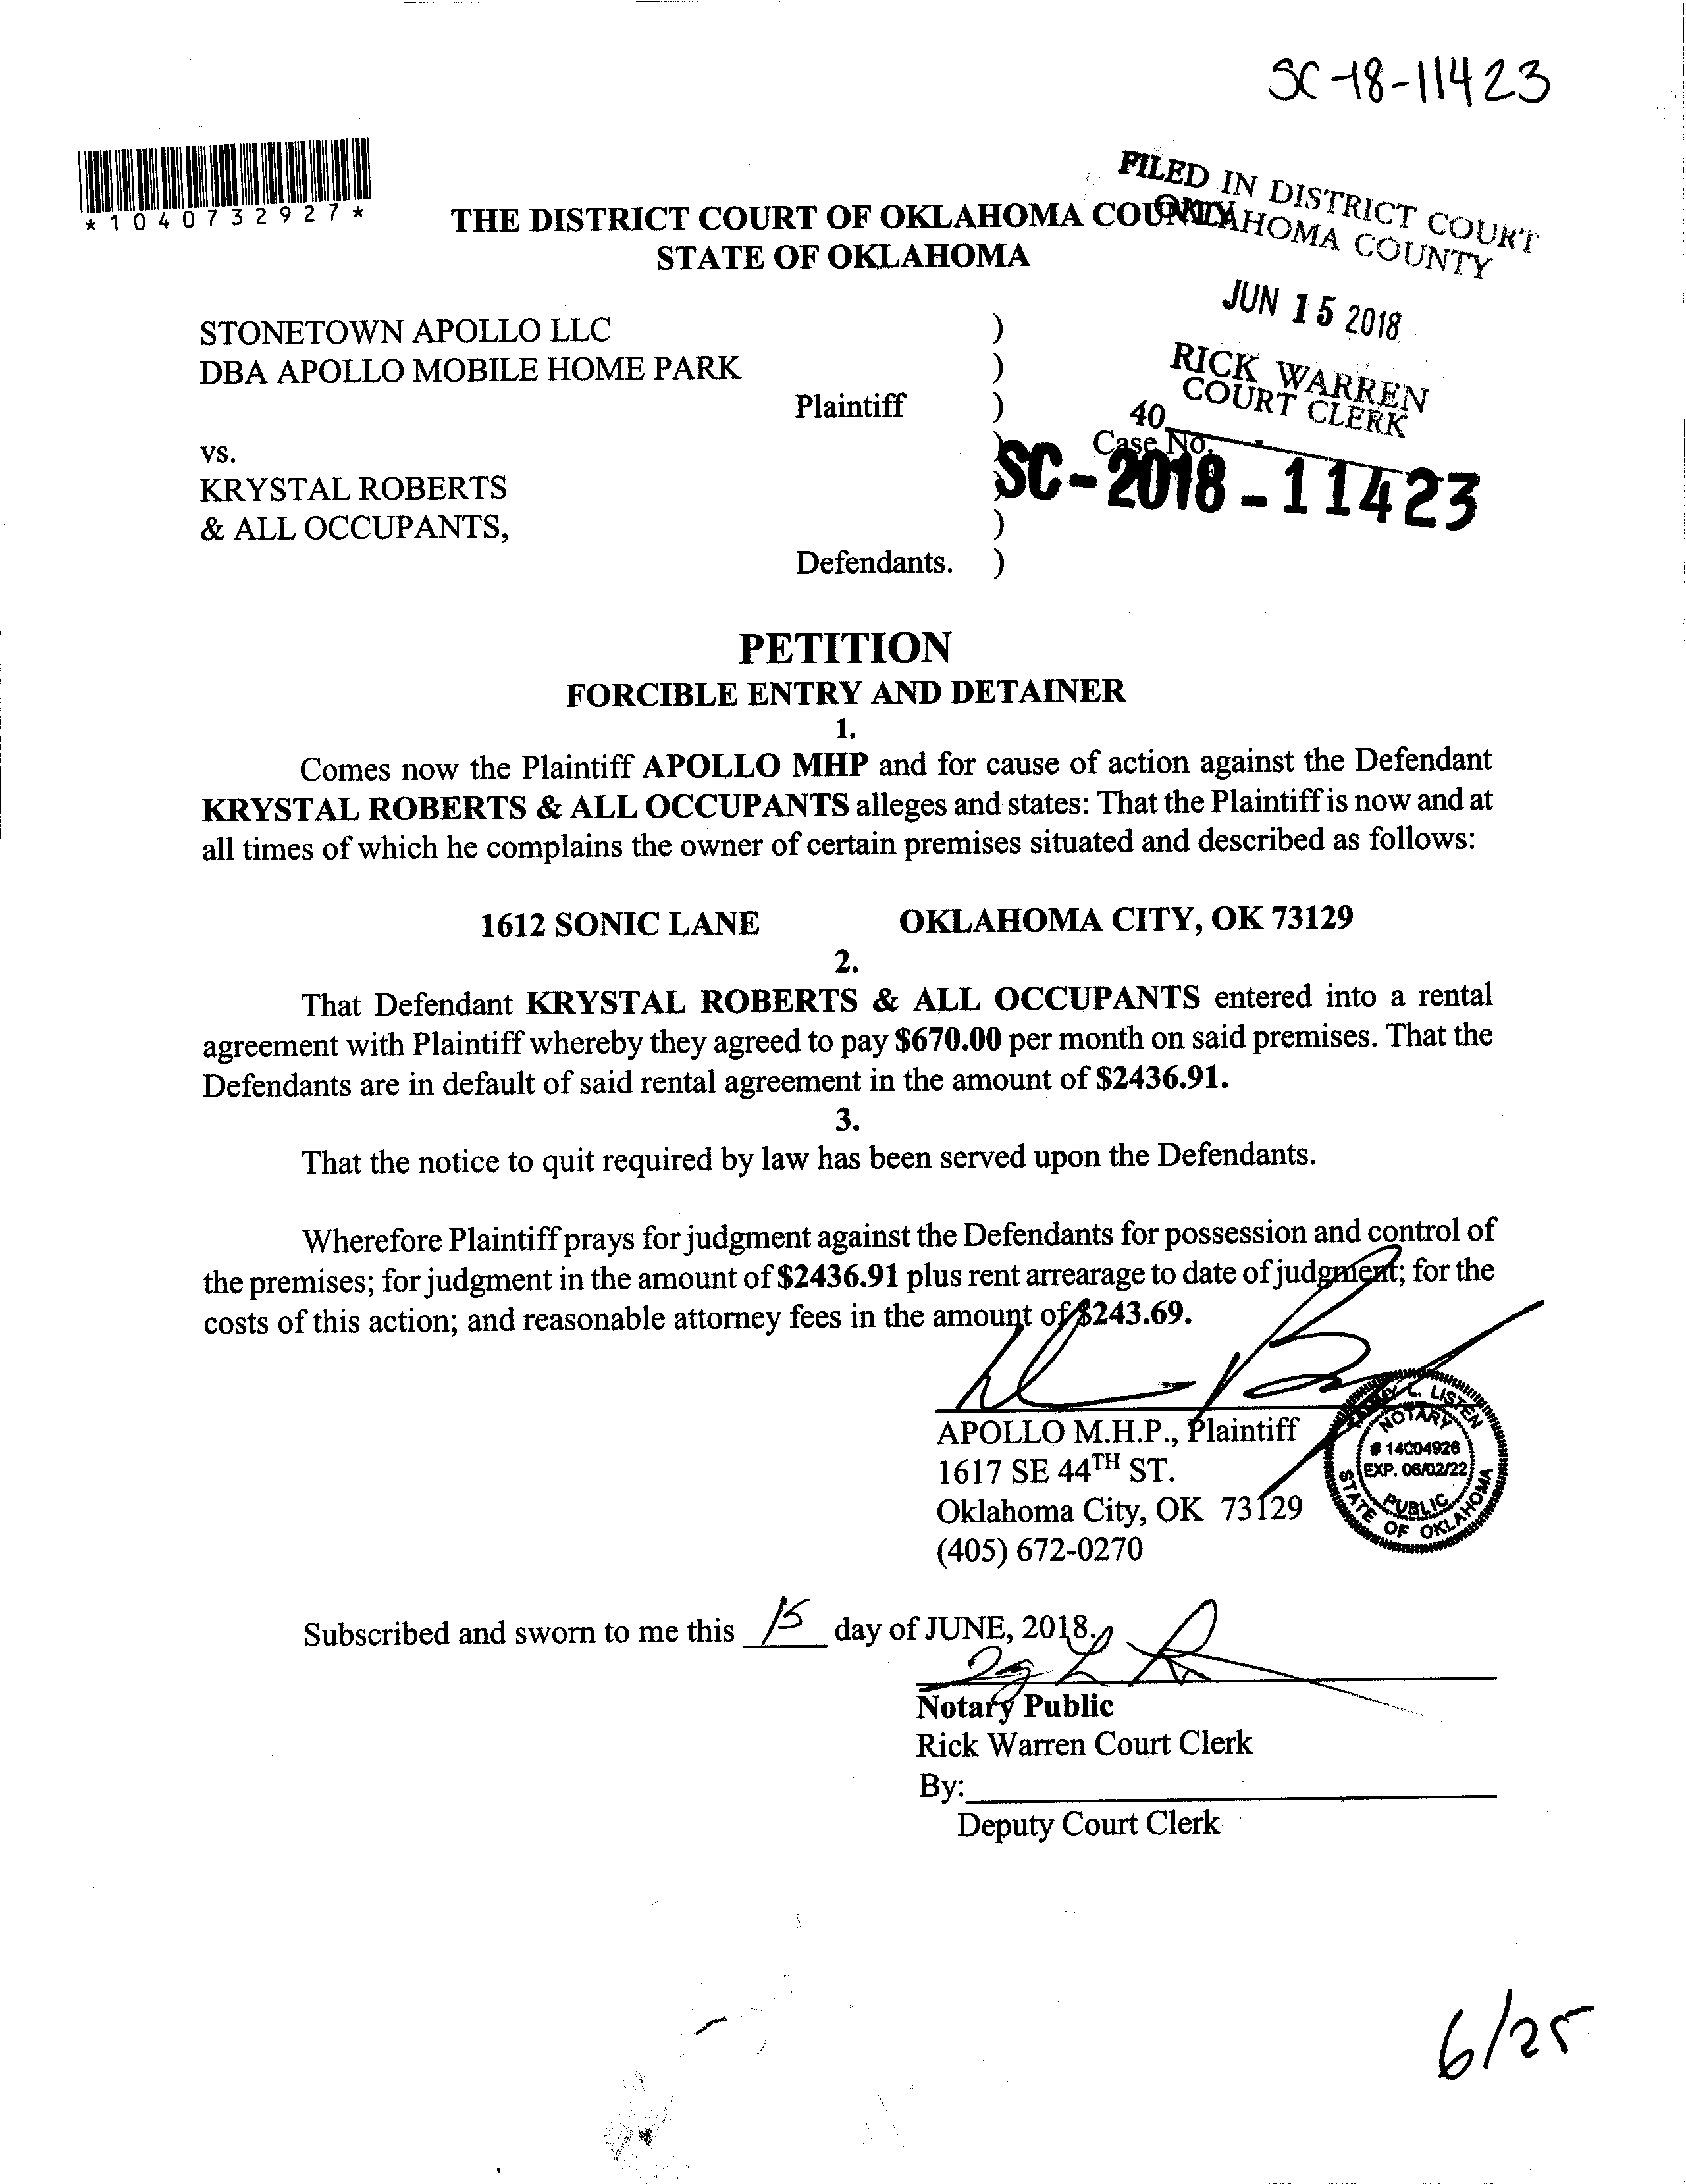 SC-18-11423
*1040732927*
FILED IN DISTRICT COURT
OKLAHOMA COUNTY
THE DISTRICT COURT OF OKLAHOMA COUNTY
STATE OF OKLAHOMA
JUN 15 2018
STONETOWN APOLLO LLC )
DBA APOLLO MOBILE HOME PARK )
RICK WARREN
COURT CLERK
Plaintiff )
40
vs. ) Case No.
SC-2018-11423
KRYSTAL ROBERTS )
& ALL OCCUPANTS, )
Defendants. )
PETITION
FORCIBLE ENTRY AND DETAINER
1.
Comes now the Plaintiff APOLLO MHP and for cause of action against the Defendant
KRYSTAL ROBERTS & ALL OCCUPANTS alleges and states: That the Plaintiff is now and at
all times of which he complains the owner of certain premises situated and described as follows:
1612 SONIC LANE OKLAHOMA CITY, OK 73129
2.
That Defendant KRYSTAL ROBERTS & ALL OCCUPANTS entered into a rental
agreement with Plaintiff whereby they agreed to pay $670.00 per month on said premises. That the
Defendants are in default of said rental agreement in the amount of $2436.91.
3.
That the notice to quit required by law has been served upon the Defendants.
Wherefore Plaintiff prays for judgment against the Defendants for possession and control of
the premises; for judgment in the amount of $2436.91 plus rent arrearage to date of judgment; for the
costs of this action; and reasonable attorney fees in the amount of $243.69.
APOLLO M.H.P., Plaintiff
1617 SE 44TH ST.
Oklahoma City, OK 73129
(405) 672-0270
L. LISTEN
NOTARY
# 14004926
EXP. 06/02/22
PUBLIC
STATE OF OKLAHOMA
Subscribed and sworn to me this 15 day of JUNE, 2018.
Notary Public
Rick Warren Court Clerk
By:
Deputy Court Clerk
6/25